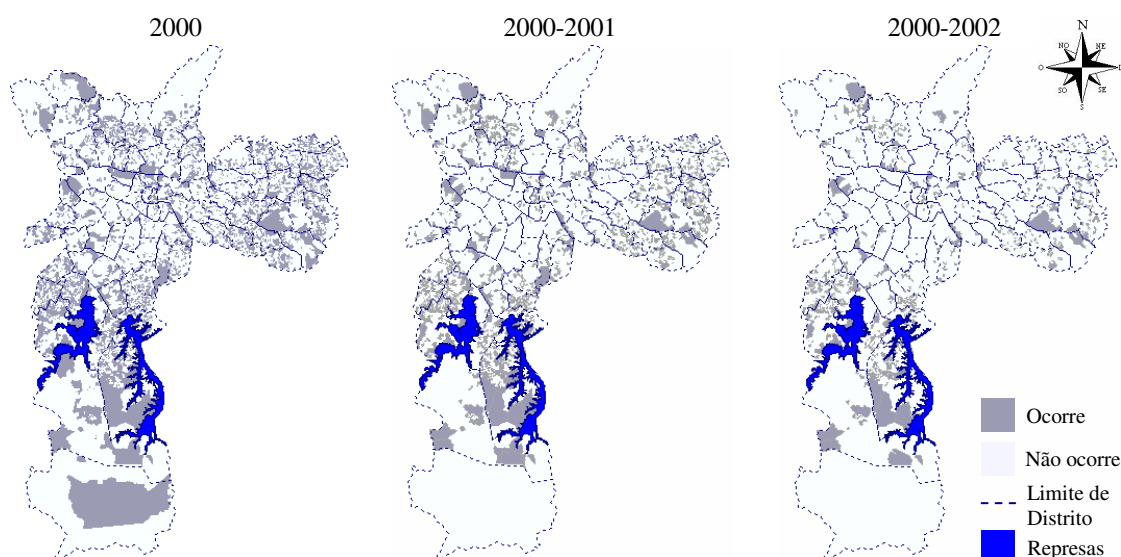 2000
2000-2001
2000-2002
N
NO
NE
O
L
SO
SE
S
Ocorre
Não ocorre
Limite de
Distrito
Represas